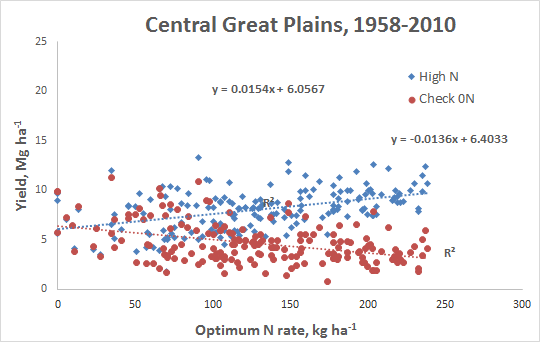 Central Great Plains, 1958-2010
25
20
15
10
5
0
Yield, Mg ha⁻¹
High N
Check 0N
y = 0.0154x + 6.0567
y = -0.0136x + 6.4033
R²
R²
0 50 100 150 200 250 300
Optimum N rate, kg ha⁻¹